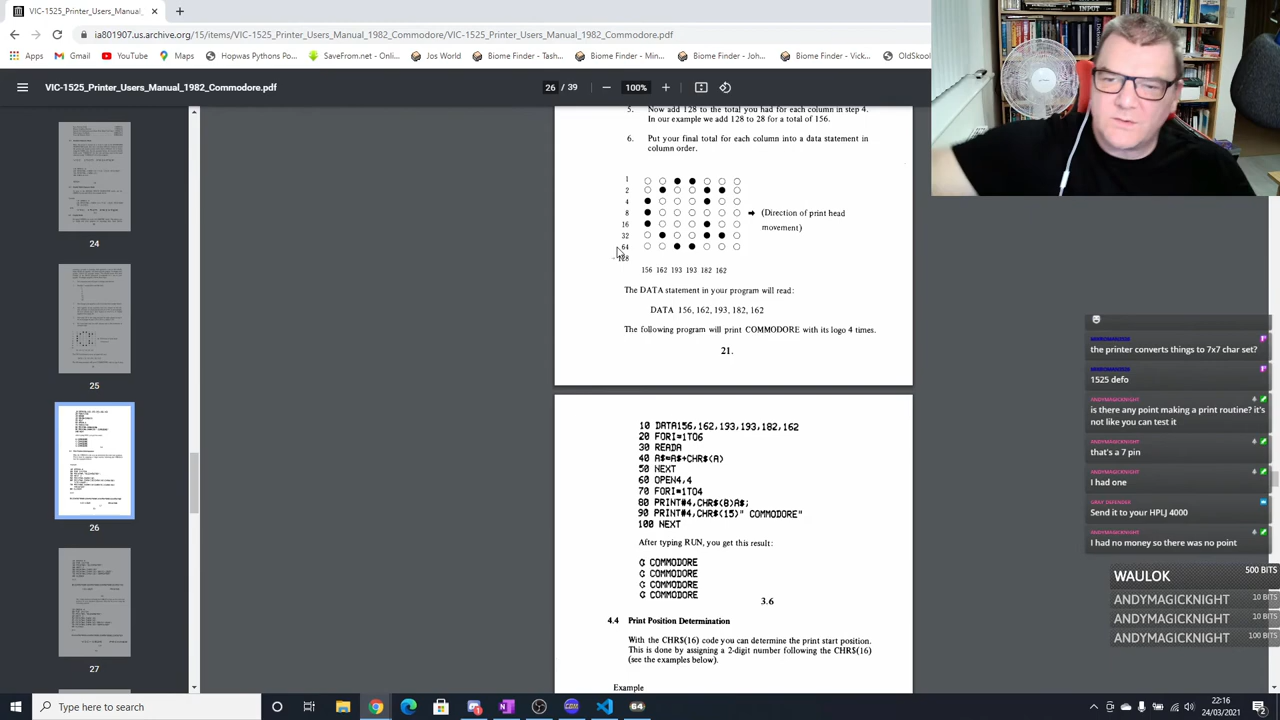 VIC-1525_Printer_Users_Manual_1
ia801907.us.archive.org/15/items/VIC-1525_Prin
mmodore/VIC-1525_Printer_Users_Manual_1982_Commodore.pdf
Apps
Gmail
YouTube
Maps
Hopwas Python Po...
SaveFrom.net - Onlin...
Biome Finder - Min...
Biome Finder - Joh...
Biome Finder - Vick...
OldSkool
VIC-1525_Printer_Users_Manual_1982_Commodore.pdf
26 / 39
100%
24
25
26
27
5. Now add 128 to the total you had for each column in step 4.
In our example we add 128 to 28 for a total of 156.
6. Put your final total for each column into a data statement in
column order.
1
2
4
8
16
32
64
128
(Direction of print head
movement)
156 162 193 193 182 162
The DATA statement in your program will read:
DATA 156, 162, 193, 182, 162
The following program will print COMMODORE with its logo 4 times.
21.
10 DATA156,162,193,193,182,162
20 FORI=1TO6
30 READA
40 A$=A$+CHR$(A)
50 NEXT
60 OPEN4,4
70 FORI=1TO4
80 PRINT#4,CHR$(8)A$;
90 PRINT#4,CHR$(15)" COMMODORE"
100 NEXT
After typing RUN, you get this result:
COMMODORE
COMMODORE
COMMODORE
COMMODORE
3.6
4.4 Print Position Determination
With the CHR$(16) code you can determine the print start position.
This is done by assigning a 2-digit number following the CHR$(16)
(see the examples below).
Example
INPUT
the printer converts things to 7x7 char set?
1525 defo
ANDYMAGICKNIGHT
is there any point making a print routine? it's
not like you can test it
ANDYMAGICKNIGHT
that's a 7 pin
ANDYMAGICKNIGHT
I had one
GRAY DEFENDER
Send it to your HPLJ 4000
ANDYMAGICKNIGHT
I had no money so there was no point
WAULOK 500 BITS
ANDYMAGICKNIGHT 10 BITS
ANDYMAGICKNIGHT 10 BITS
ANDYMAGICKNIGHT 100 BITS
Type here to search
64
22:16
24/03/2021